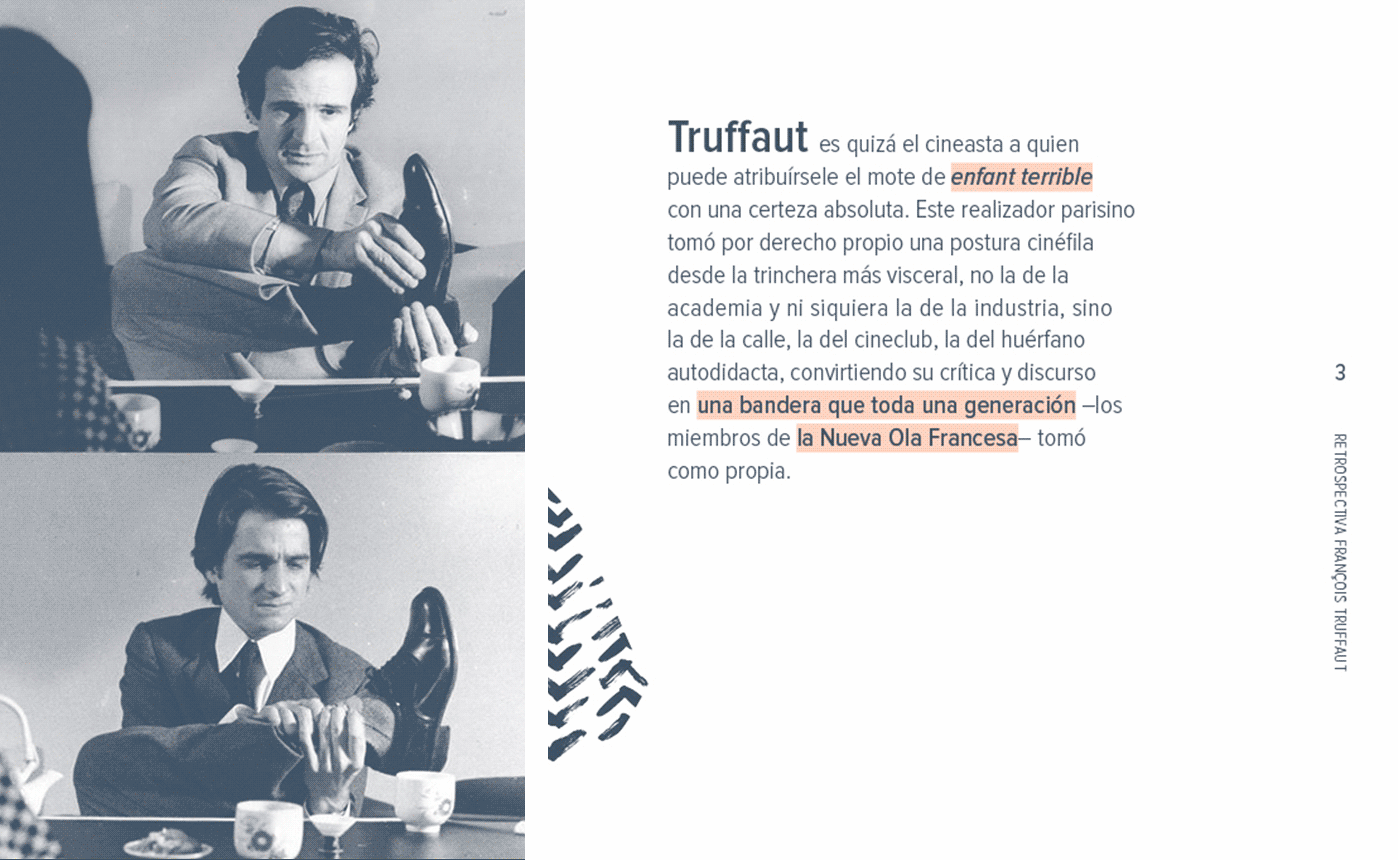 Truffaut es quizá el cineasta a quien
puede atribuírsele el mote de enfant terrible
con una certeza absoluta. Este realizador parisino
tomó por derecho propio una postura cinéfila
desde la trinchera más visceral, no la de la
academia y ni siquiera la de la industria, sino
la de la calle, la del cineclub, la del huérfano
autodidacta, convirtiendo su crítica y discurso
en una bandera que toda una generación –los
miembros de la Nueva Ola Francesa– tomó
como propia.
3
RETROSPECTIVA FRANÇOIS TRUFFAUT